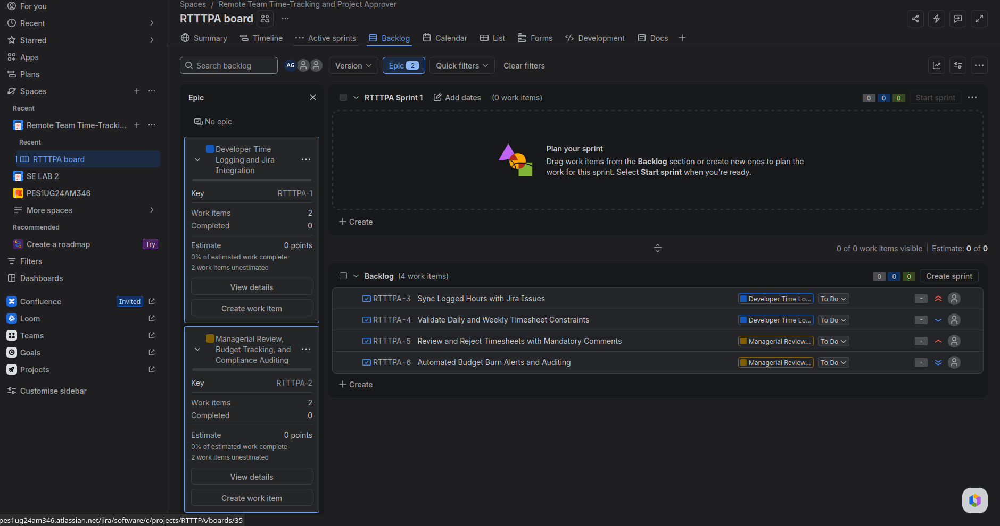 For you
Recent
Starred
Apps
Plans
Spaces
Recent
Remote Team Time-Tracki...
Recent
RTTTPA board
SE LAB 2
PES1UG24AM346
More spaces
Recommended
Create a roadmap Try
Filters
Dashboards
Confluence Invited
Loom
Teams
Goals
Projects
Customise sidebar
Spaces / Remote Team Time-Tracking and Project Approver
RTTTPA board
Summary Timeline Active sprints Backlog Calendar List Forms Development Docs
Search backlog AG Version Epic 2 Quick filters Clear filters
Epic
No epic
Developer Time
Logging and Jira
Integration
Key RTTTPA-1
Work items 2
Completed 0
Estimate 0 points
0% of estimated work complete
2 work items unestimated
View details
Create work item
Managerial Review,
Budget Tracking, and
Compliance Auditing
Key RTTTPA-2
Work items 2
Completed 0
Estimate 0 points
0% of estimated work complete
2 work items unestimated
View details
Create work item
RTTTPA Sprint 1 Add dates (0 work items) 0 0 0 Start sprint
Plan your sprint
Drag work items from the Backlog section or create new ones to plan the
work for this sprint. Select Start sprint when you're ready.
Create
0 of 0 work items visible Estimate: 0 of 0
Backlog (4 work items) 0 0 0 Create sprint
RTTTPA-3 Sync Logged Hours with Jira Issues Developer Time Lo... To Do -
RTTTPA-4 Validate Daily and Weekly Timesheet Constraints Developer Time Lo... To Do -
RTTTPA-5 Review and Reject Timesheets with Mandatory Comments Managerial Review... To Do -
RTTTPA-6 Automated Budget Burn Alerts and Auditing Managerial Review... To Do -
Create
pes1ug24am346.atlassian.net/jira/software/c/projects/RTTTPA/boards/35